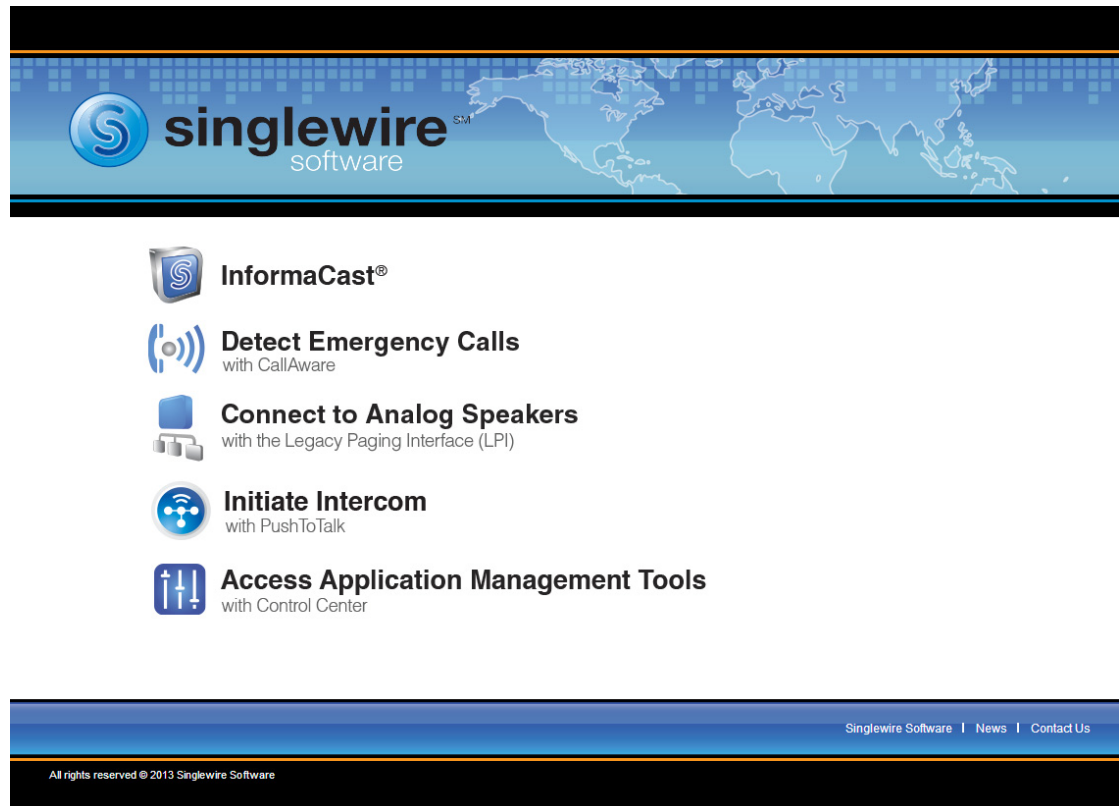 singlewire SM
software
InformaCast®
Detect Emergency Calls
with CallAware
Connect to Analog Speakers
with the Legacy Paging Interface (LPI)
Initiate Intercom
with PushToTalk
Access Application Management Tools
with Control Center
Singlewire Software | News | Contact Us
All rights reserved © 2013 Singlewire Software